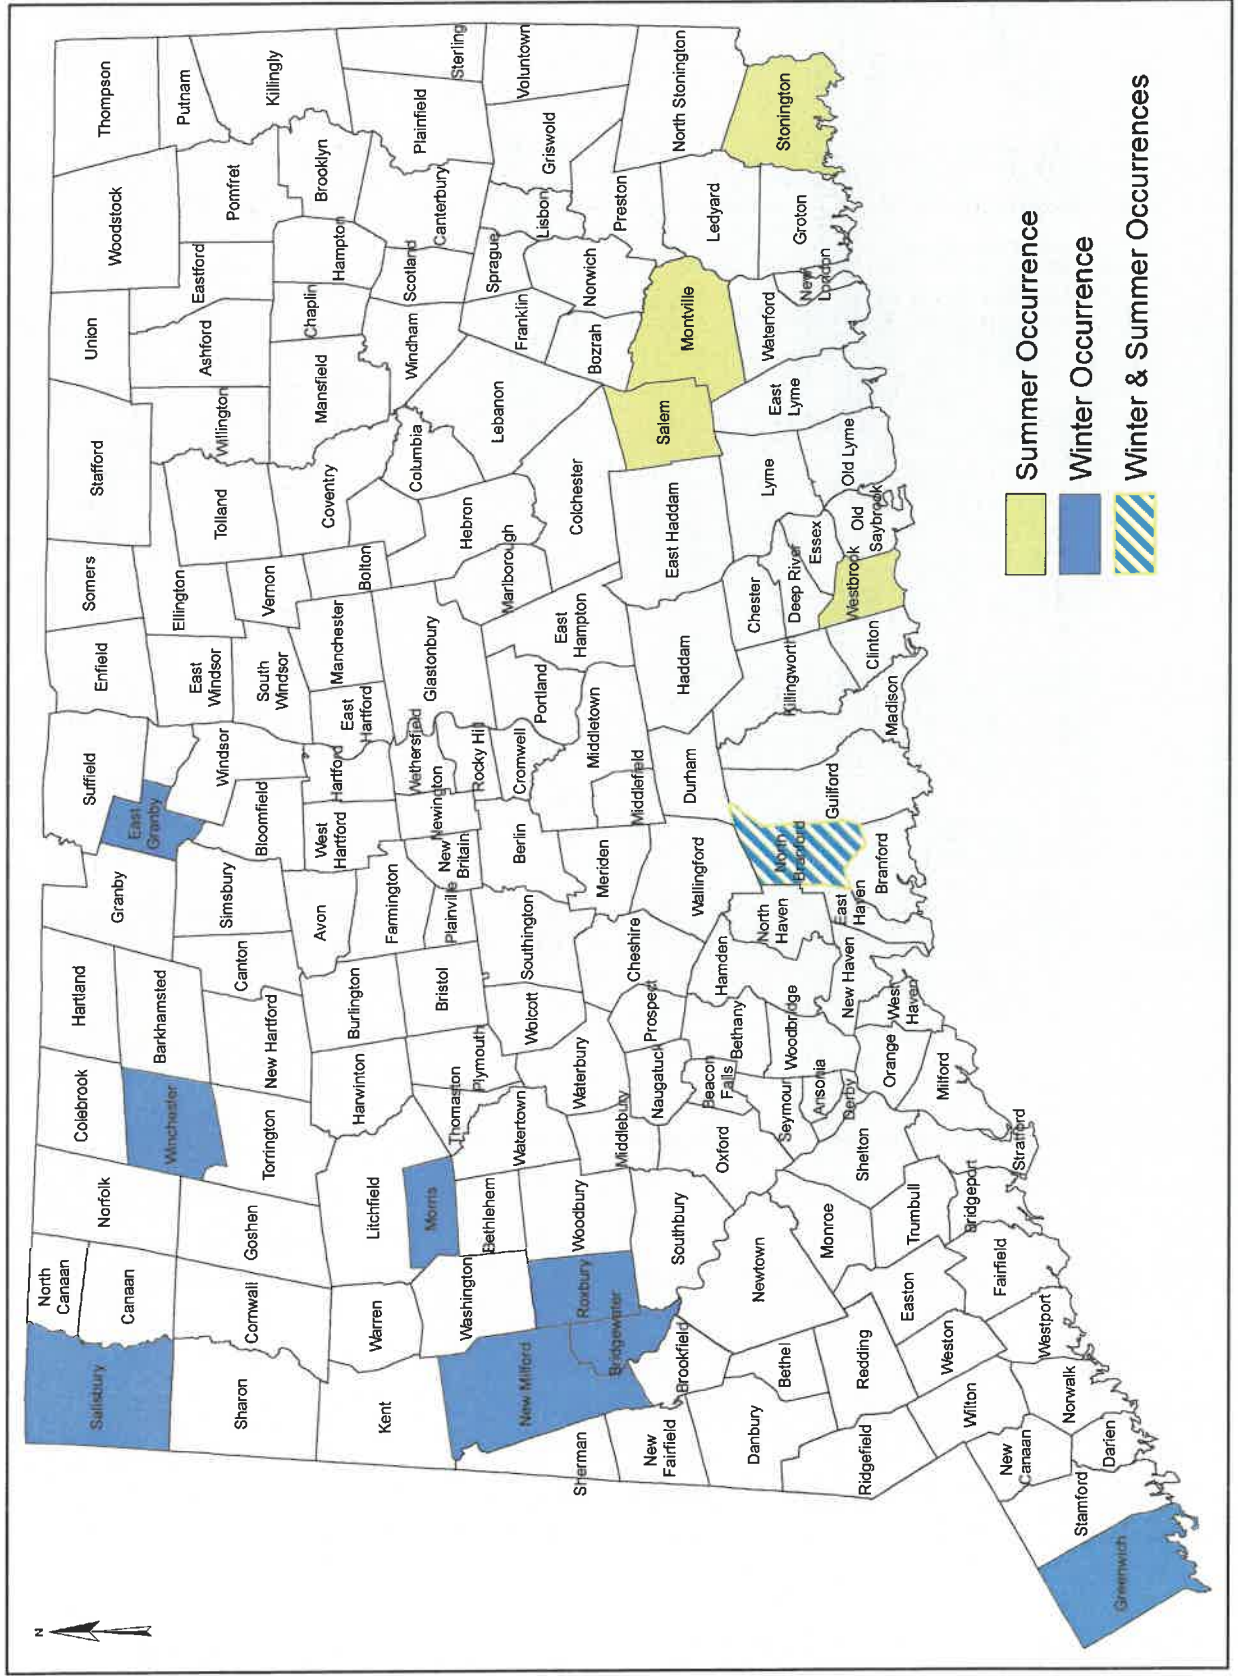 N
Salisbury
North
Canaan
Canaan
Norfolk
Colebrook
Hartland
Granby
Suffield
East
Granby
Enfield
Somers
Stafford
Union
Woodstock
Thompson
Putnam
Sharon
Cornwall
Goshen
Winchester
Barkhamsted
Torrington
New Hartford
Canton
Simsbury
Bloomfield
Windsor
East
Windsor
South
Windsor
Ellington
Vernon
Tolland
Willington
Ashford
Eastford
Pomfret
Killingly
Kent
Warren
Litchfield
Morris
Harwinton
Burlington
Avon
West
Hartford
Hartford
East
Hartford
Manchester
Bolton
Coventry
Mansfield
Chaplin
Hampton
Brooklyn
Sterling
Plainfield
Canterbury
Scotland
Windham
Columbia
Hebron
Glastonbury
Wethersfield
Newington
New
Britain
Farmington
Plainville
Bristol
Plymouth
Thomaston
Watertown
Bethlehem
Washington
New Milford
Roxbury
Bridgewater
Woodbury
Middlebury
Waterbury
Wolcott
Southington
Berlin
Rocky Hill
Cromwell
Portland
East
Hampton
Marlborough
Colchester
Lebanon
Franklin
Sprague
Bozrah
Norwich
Lisbon
Griswold
Voluntown
North Stonington
Preston
Ledyard
Stonington
Groton
New
London
Waterford
Montville
Salem
East
Lyme
Lyme
Old Lyme
East Haddam
Haddam
Middletown
Middlefield
Durham
Meriden
Wallingford
Cheshire
Prospect
Naugatuck
Beacon
Falls
Bethany
Hamden
North
Haven
North
Branford
Guilford
Madison
Killingworth
Clinton
Chester
Deep River
Essex
Old
Saybrook
Westbrook
Branford
East
Haven
New Haven
West
Haven
Woodbridge
Orange
Milford
Ansonia
Derby
Seymour
Oxford
Southbury
Shelton
Stratford
Monroe
Trumbull
Bridgeport
Newtown
Easton
Fairfield
Brookfield
Sherman
New
Fairfield
Danbury
Bethel
Redding
Ridgefield
Weston
Westport
Wilton
Norwalk
New
Canaan
Darien
Stamford
Greenwich
Summer Occurrence
Winter Occurrence
Winter & Summer Occurrences